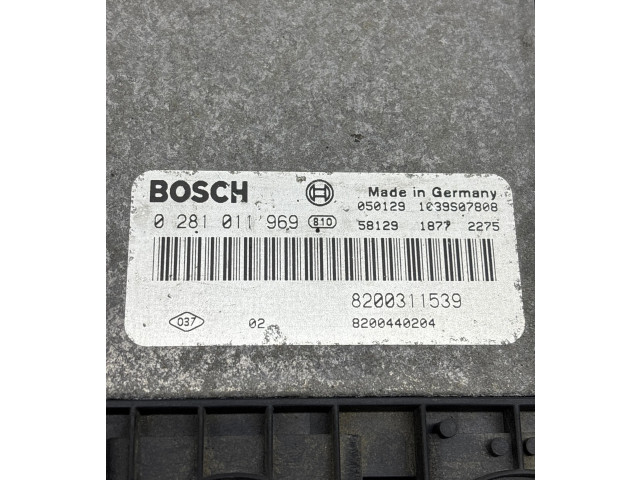 BOSCH Made in Germany
050129 1039S07808
0 281 011 969 810 58129 1877 2275
8200311539
037 02 8200440204